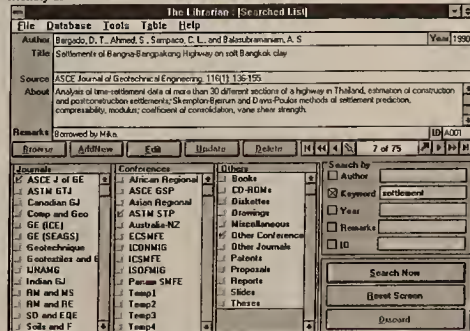 The Librarian - [Searched List]
File Database Tools Table Help
Author Bergado, D. T., Ahmed, S., Sampaco, C. L., and Balasubramaniam, A. S. Year 1990
Title Settlements of Bangna-Bangpakong Highway on soft Bangkok clay
Source ASCE Journal of Geotechnical Engineering, 116(1): 136-155
About Analysis of time-settlement data of more than 30 different sections of a highway in Thailand, estimation of construction
and postconstruction settlements; Skempton-Bjerrum and Davis-Poulos methods of settlement prediction,
compressibility, modulus; coefficient of consolidation, vane shear strength.
Remarks Borrowed by Mika. ID A001
Browse AddNew Edit Update Delete 7 of 75
Journals Conferences Others Search by
ASCE J of GE African Regional Books Author
ASTM GTJ ASCE GSP CD-ROMs
Canadian GJ Asian Regional Diskettes Keyword settlement
Comp and Geo ASTM STP Drawings
GE (ICE) Australia-NZ Miscellaneous Year
GE (SEAGS) ECSMFE Other Conference
Geotechnique ICONMIG Other Journals Remarks
Geotextiles and G ICSMFE Patents
IJNAMG ISOFMIG Proposals ID
Indian GJ Panam SMFE Reports
RM and MS Temp1 Slides Search Now
RM and RE Temp2 Theses
SD and EQE Temp3 Reset Screen
Soils and F Temp4 Discard